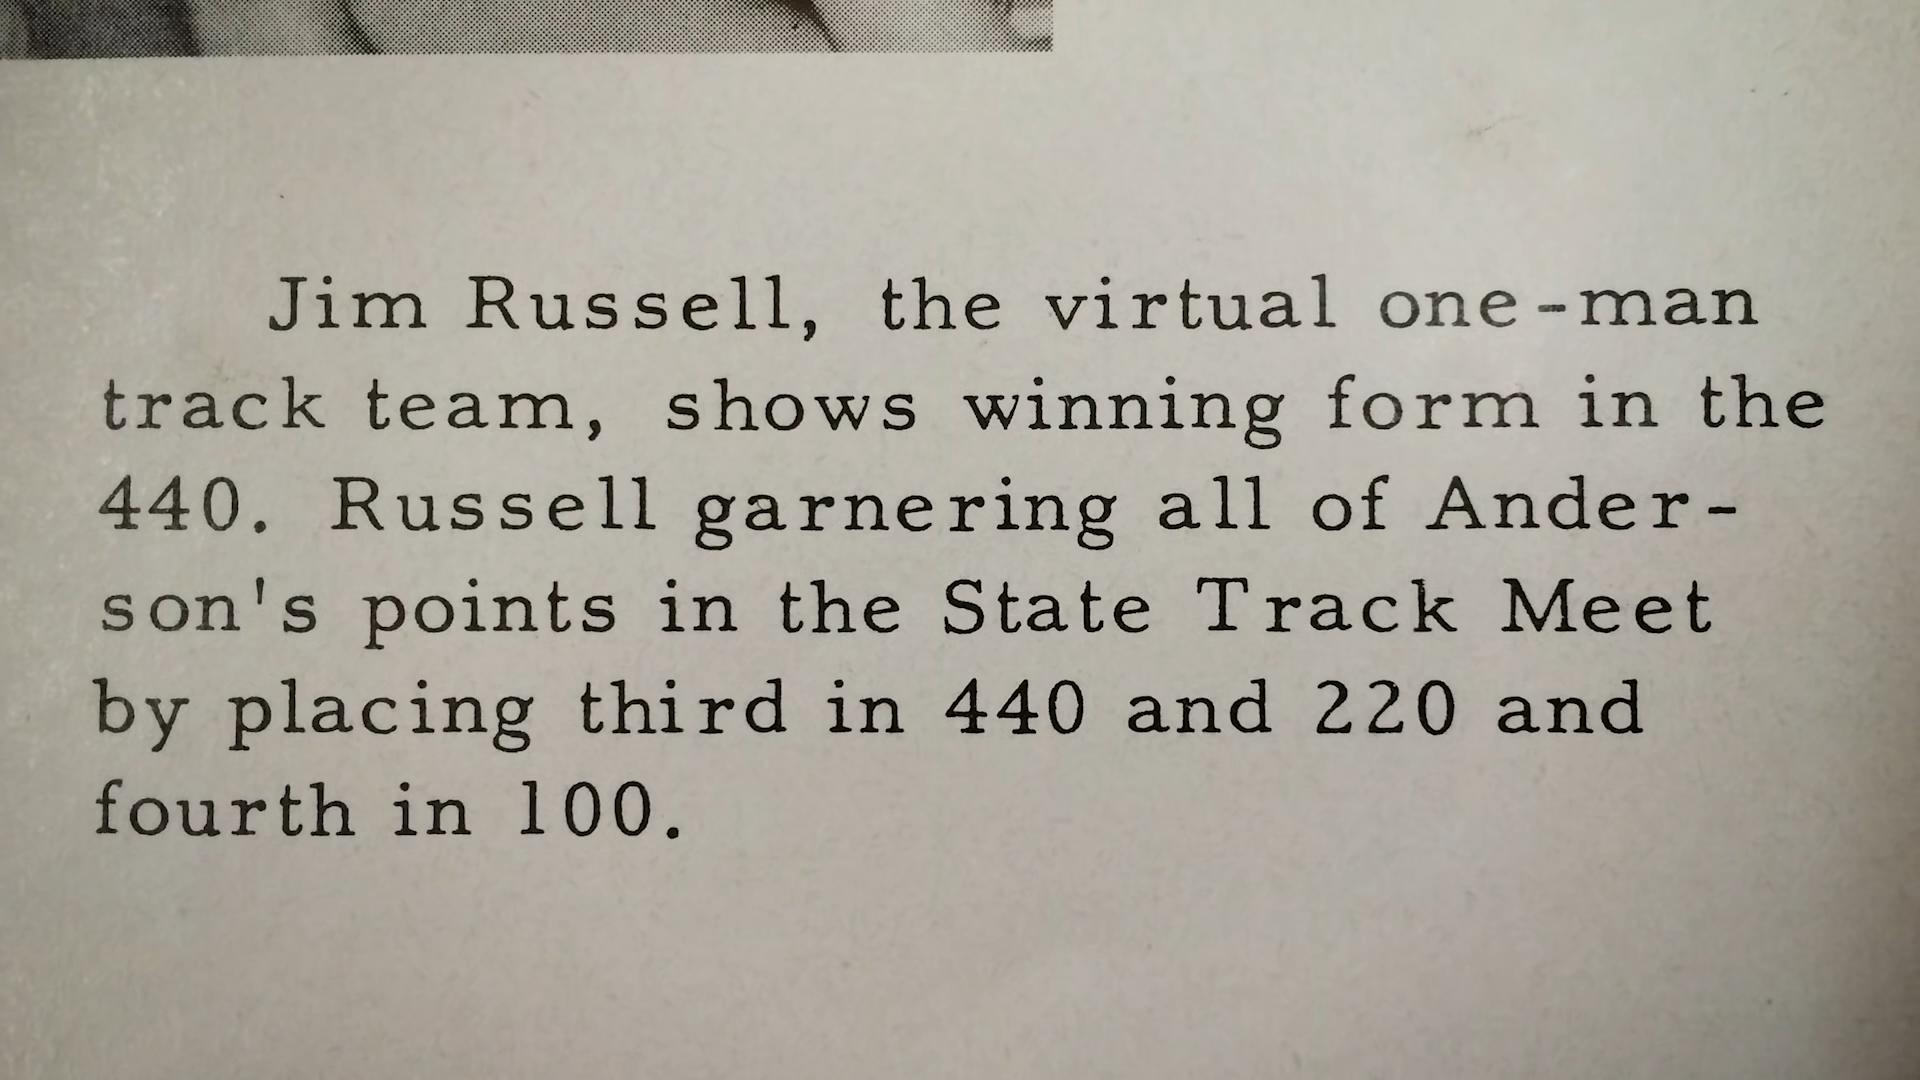 Jim Russell, the virtual one-man
track team, shows winning form in the
440. Russell garnering all of Ander-
son's points in the State Track Meet
by placing third in 440 and 220 and
fourth in 100.